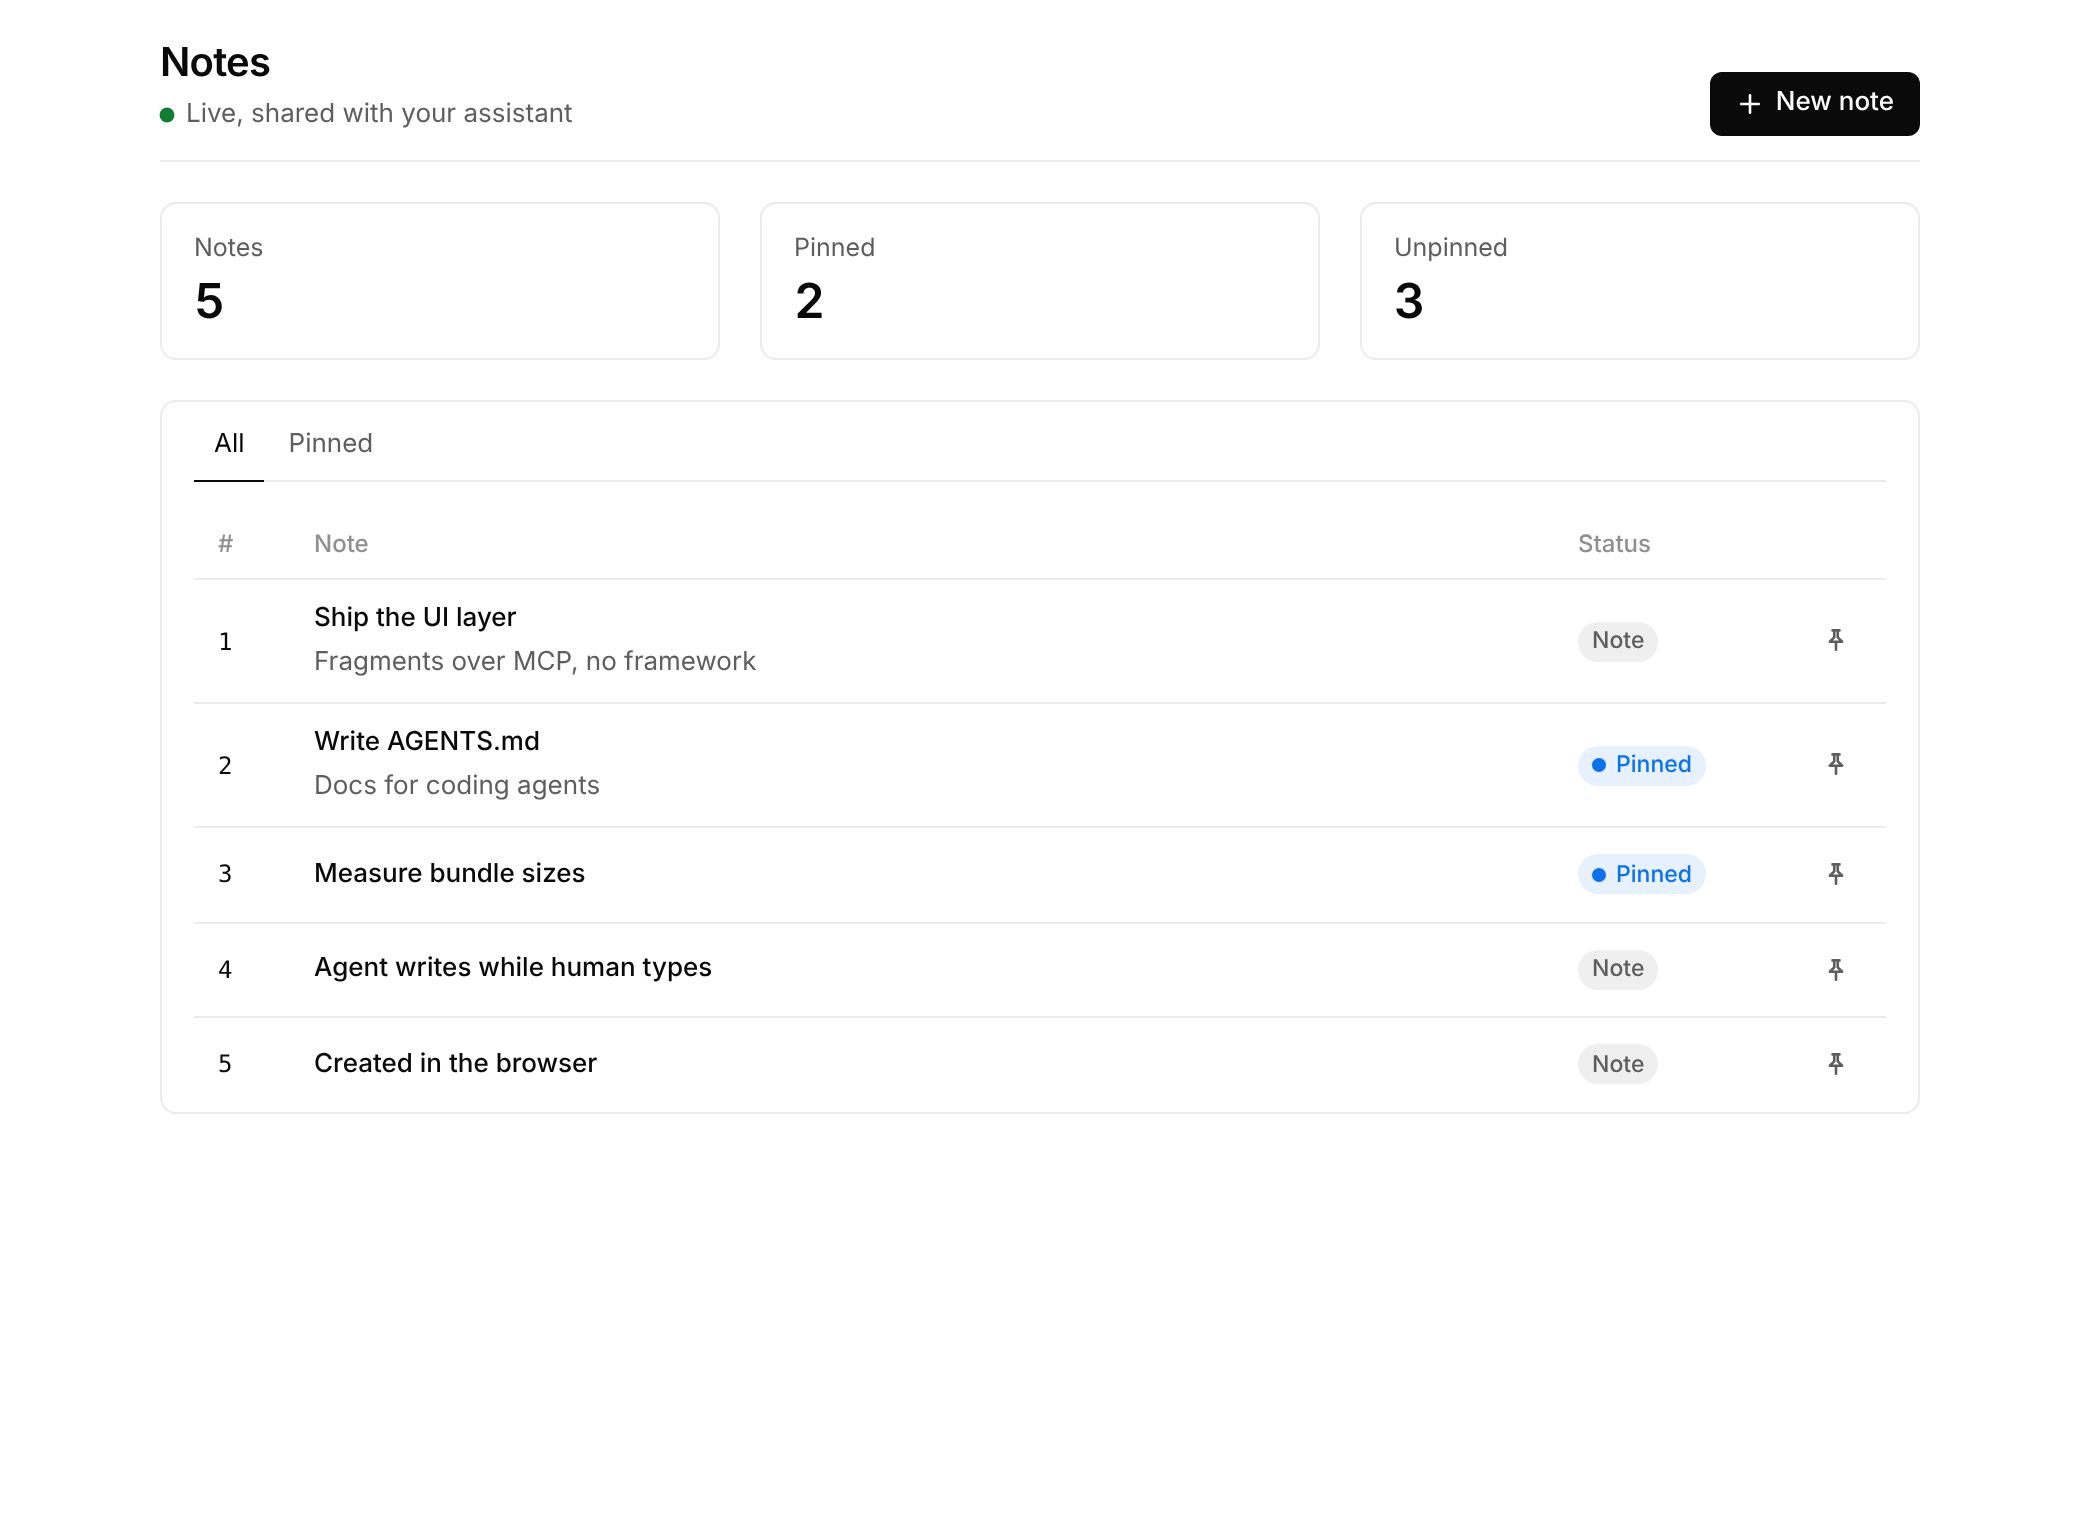 Notes
Live, shared with your assistant
+ New note
Notes
5
Pinned
2
Unpinned
3
All Pinned
# Note Status
1 Ship the UI layer Note
Fragments over MCP, no framework
2 Write AGENTS.md Pinned
Docs for coding agents
3 Measure bundle sizes Pinned
4 Agent writes while human types Note
5 Created in the browser Note